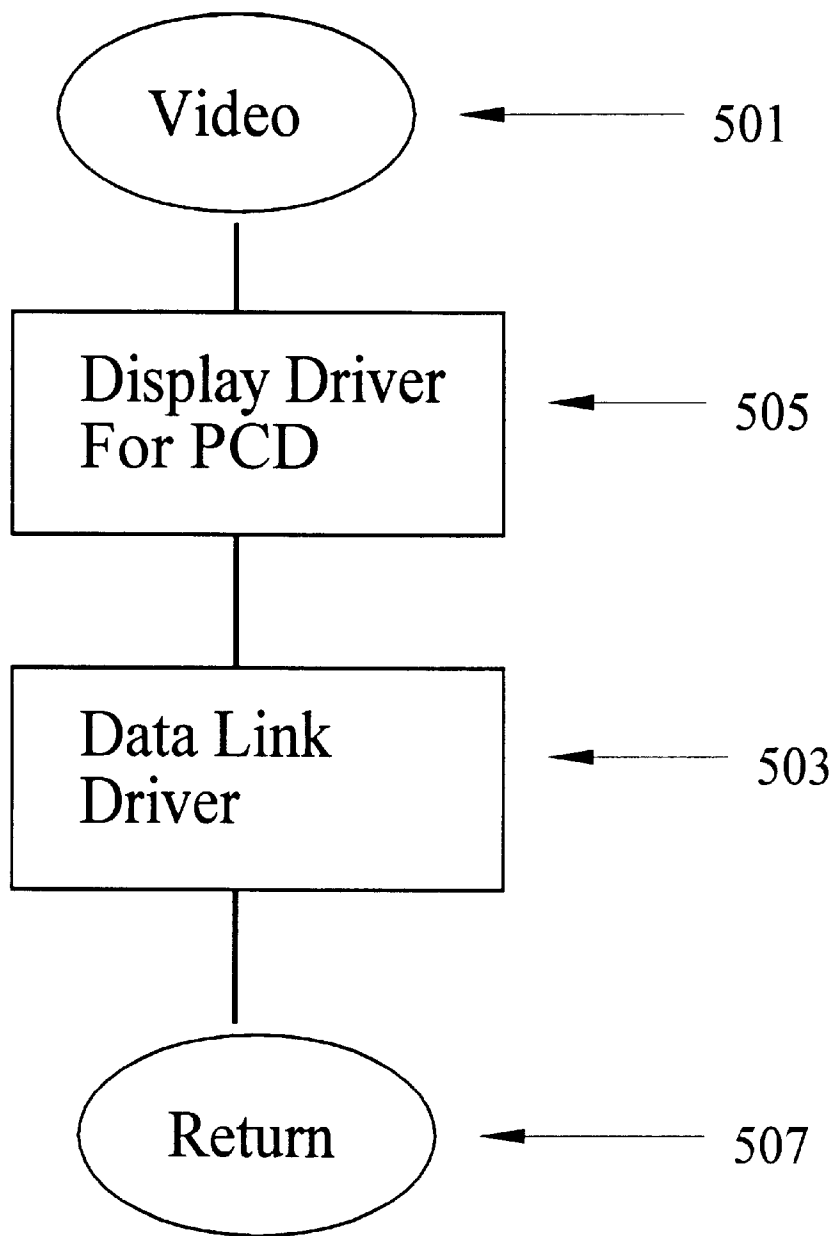 Video
501
Display Driver
For PCD
505
Data Link
Driver
503
Return
507